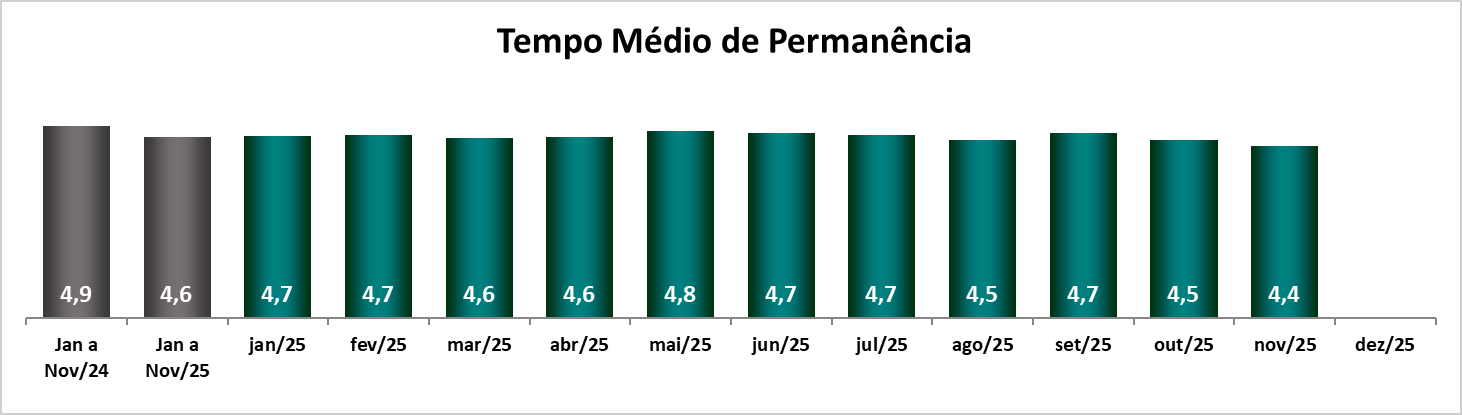 Tempo Médio de Permanência
4,9 4,6 4,7 4,7 4,6 4,6 4,8 4,7 4,7 4,5 4,7 4,5 4,4
Jan a Jan a jan/25 fev/25 mar/25 abr/25 mai/25 jun/25 jul/25 ago/25 set/25 out/25 nov/25 dez/25
Nov/24 Nov/25